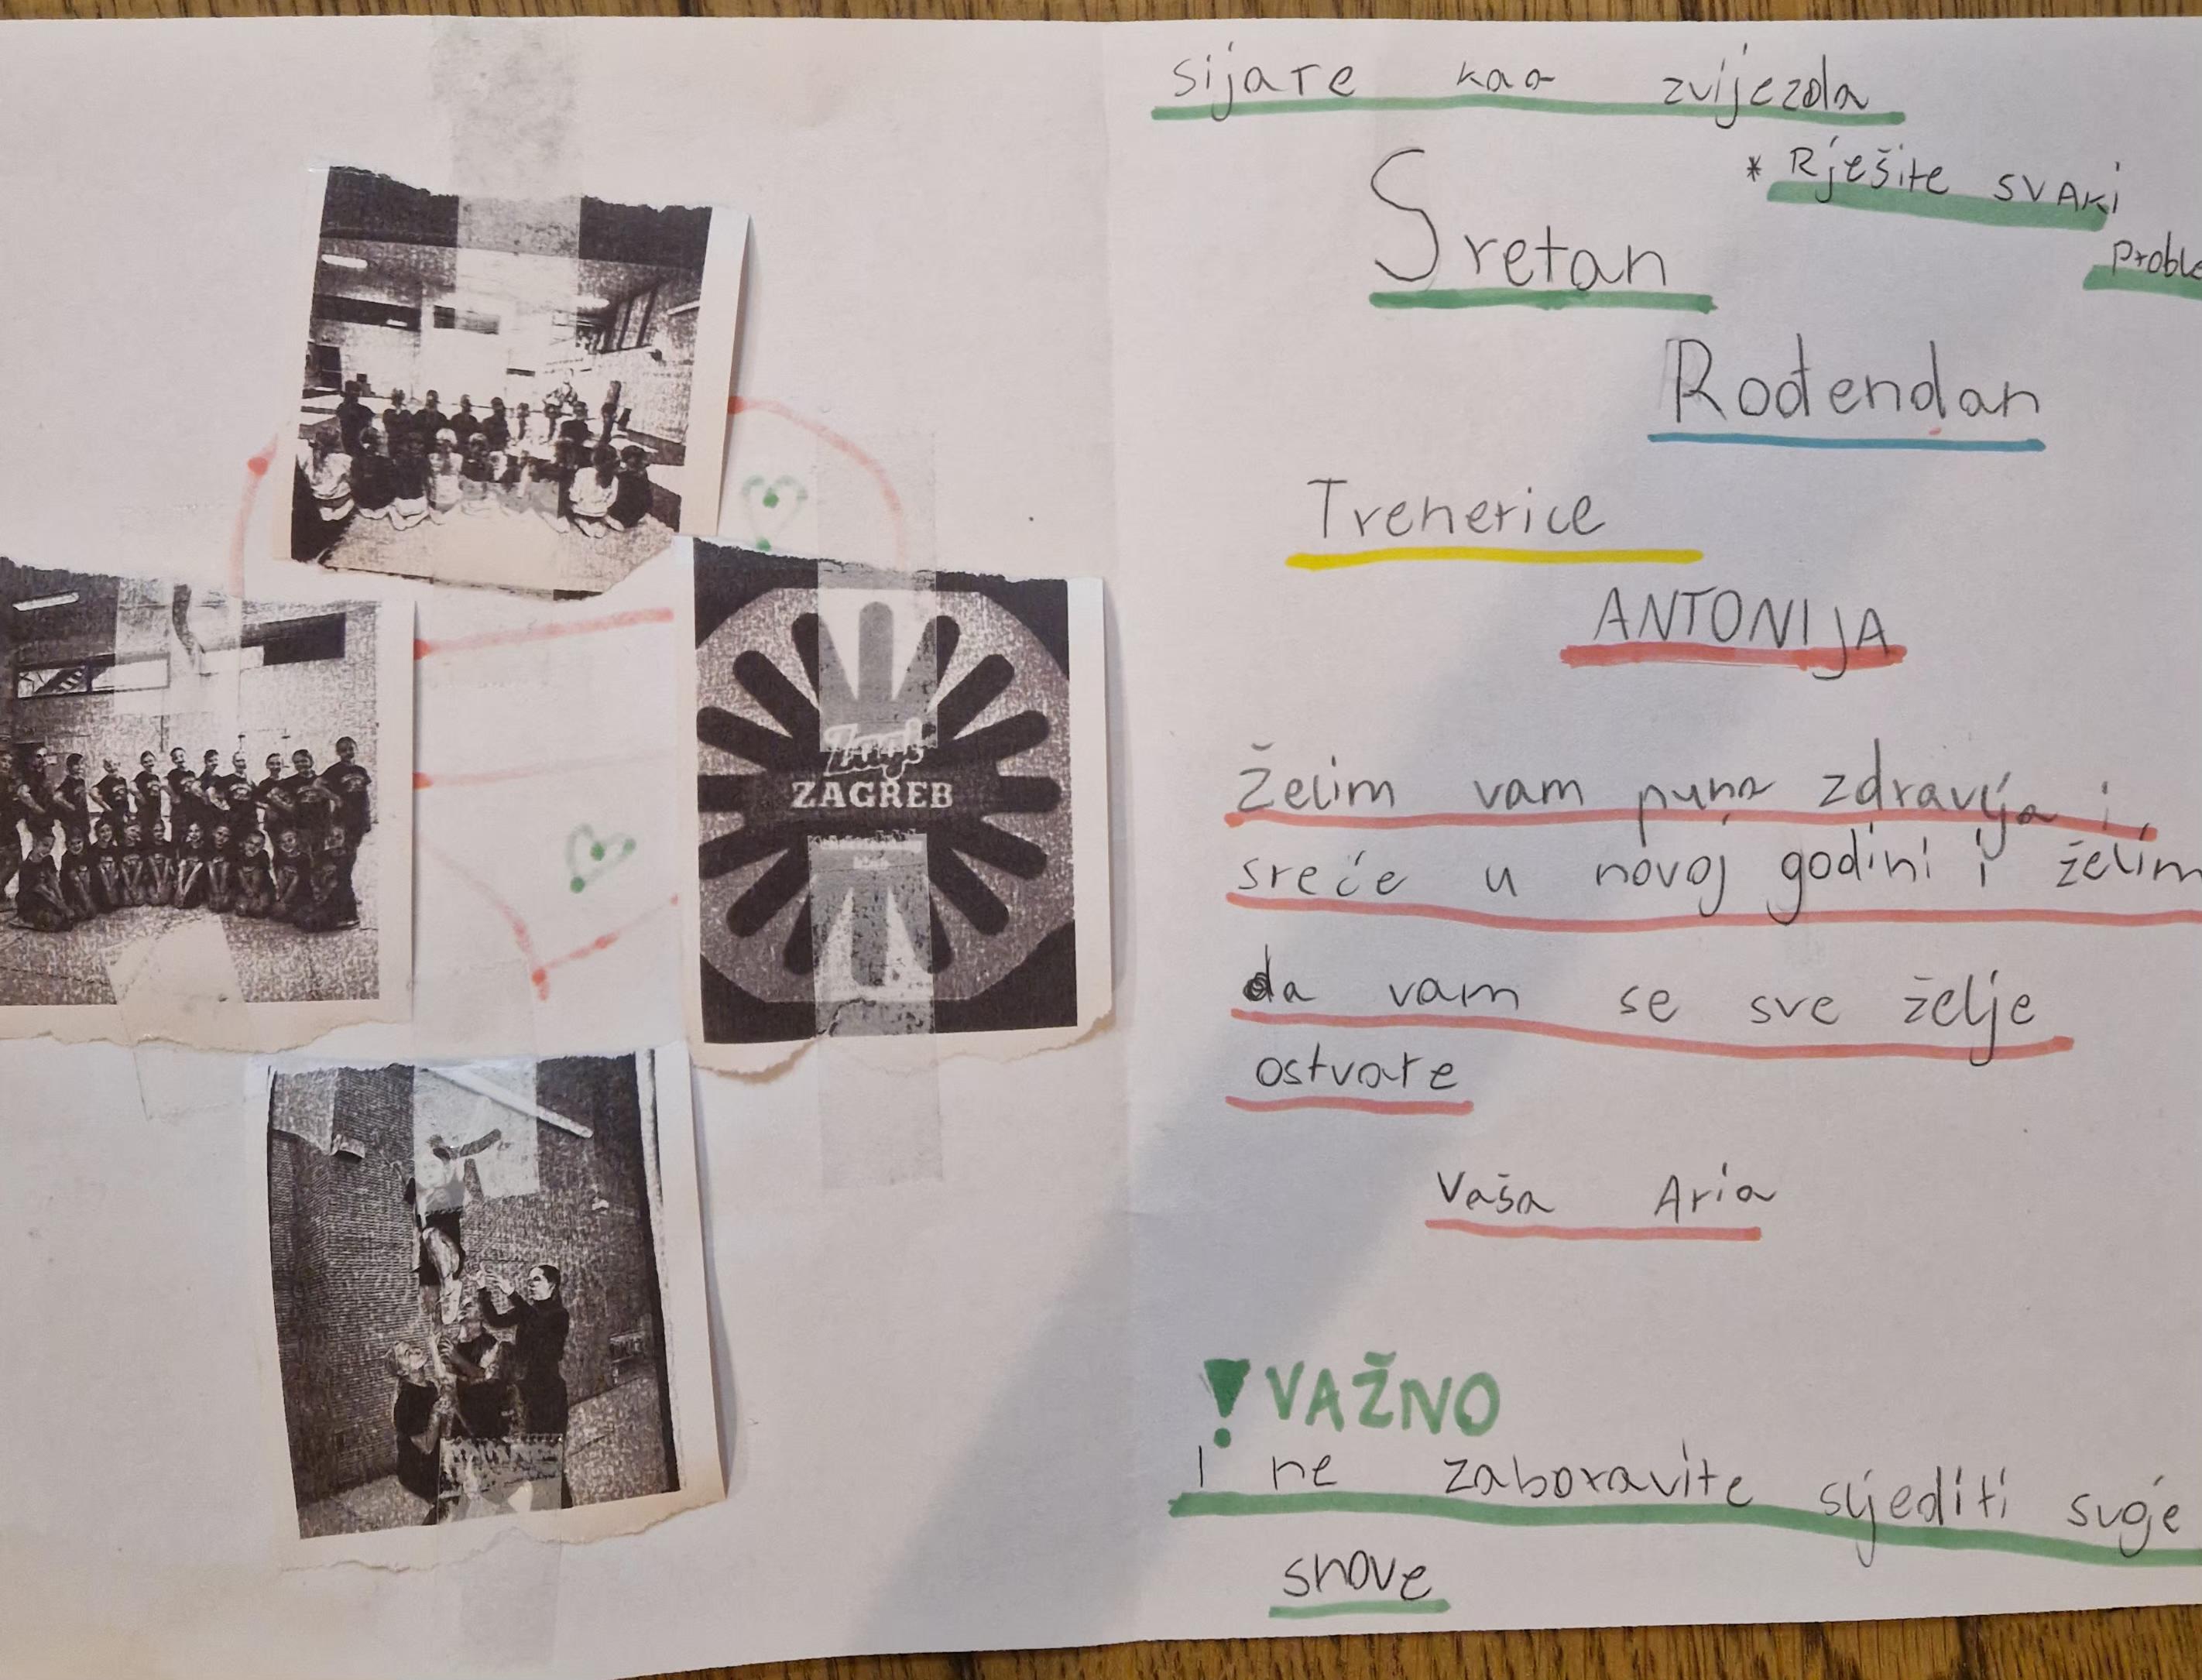 sijate kao zvijezda
* Rješite svaki
proble
Sretan
Rođendan
Trenerice
ANTONIJA
Želim vam puno zdravlja i
sreće u novoj godini i želim
da vam se sve želje
ostvare
Vaša Aria
! VAŽNO
I ne zaboravite slijediti svoje
snove
ZAGREB